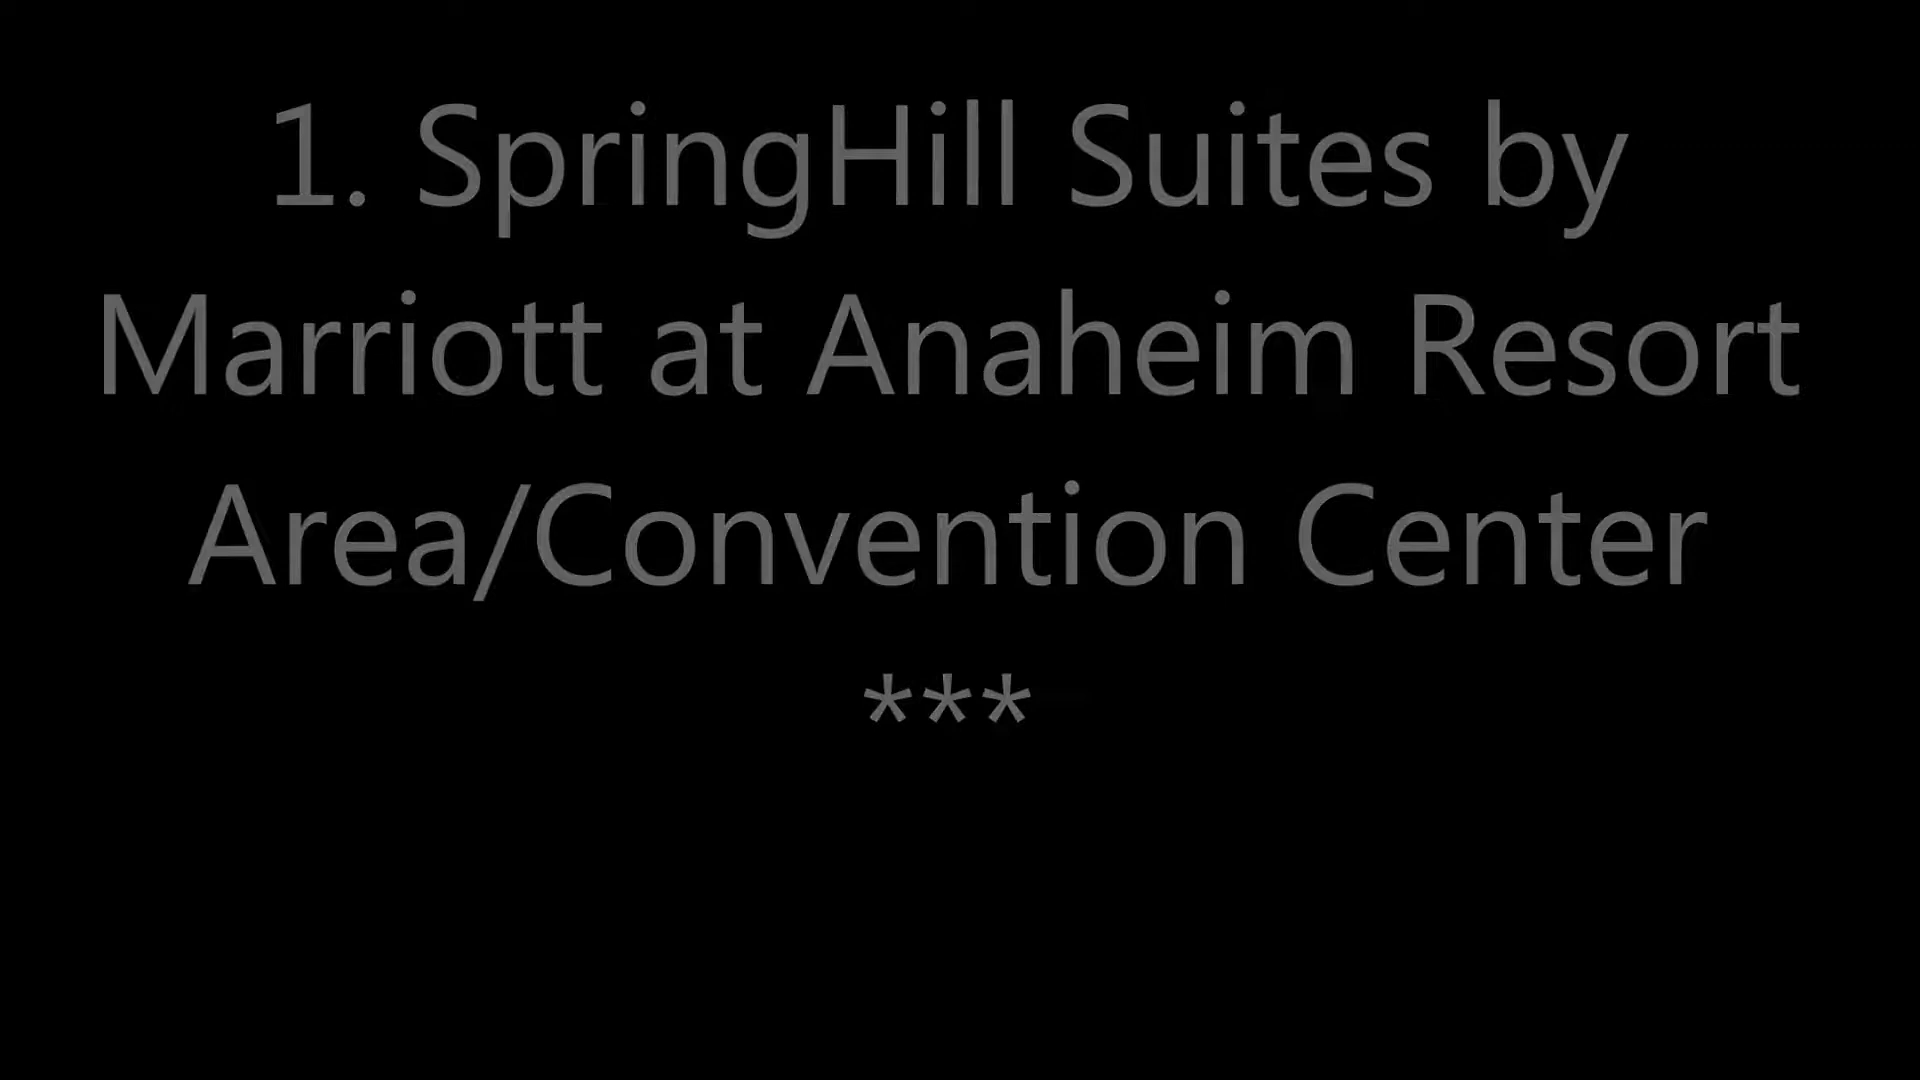 1. SpringHill Suites by
Marriott at Anaheim Resort
Area/Convention Center
***